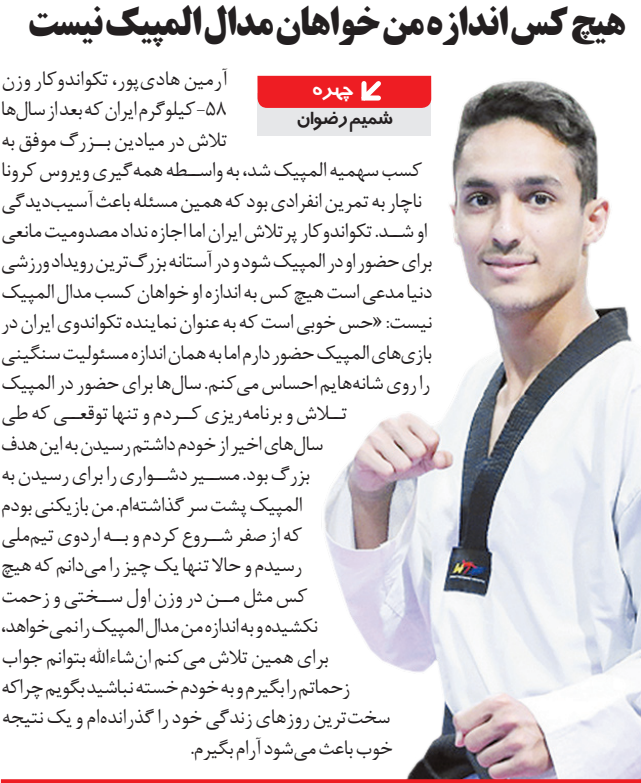 هیچ کس اندازه من خواهان مدال المپیک نیست
چهره
شمیم رضوان
آرمین هادی‌پور، تکواندوکار وزن
۵۸- کیلوگرم ایران که بعد از سال‌ها
تلاش در میادین بزرگ موفق به
کسب سهمیه المپیک شد، به واسطه همه‌گیری ویروس کرونا
ناچار به تمرین انفرادی بود که همین مسئله باعث آسیب‌دیدگی
او شد. تکواندوکار پرتلاش ایران اما اجازه نداد مصدومیت مانعی
برای حضور او در المپیک شود و در آستانه بزرگ‌ترین رویداد ورزشی
دنیا مدعی است هیچ کس به اندازه او خواهان کسب مدال المپیک
نیست: «حس خوبی است که به عنوان نماینده تکواندوی ایران در
بازی‌های المپیک حضور دارم اما به همان اندازه مسئولیت سنگینی
را روی شانه‌هایم احساس می‌کنم. سال‌ها برای حضور در المپیک
تلاش و برنامه‌ریزی کردم و تنها توقعی که طی
سال‌های اخیر از خودم داشتم رسیدن به این هدف
بزرگ بود. مسیر دشواری را برای رسیدن به
المپیک پشت سر گذاشته‌ام. من بازیکنی بودم
که از صفر شروع کردم و به اردوی تیم‌ملی
رسیدم و حالا تنها یک چیز را می‌دانم که هیچ
کس مثل من در وزن اول سختی و زحمت
نکشیده و به اندازه من مدال المپیک را نمی‌خواهد،
برای همین تلاش می‌کنم ان‌شاءالله بتوانم جواب
زحماتم را بگیرم و به خودم خسته نباشید بگویم چراکه
سخت‌ترین روزهای زندگی خود را گذرانده‌ام و یک نتیجه
خوب باعث می‌شود آرام بگیرم.